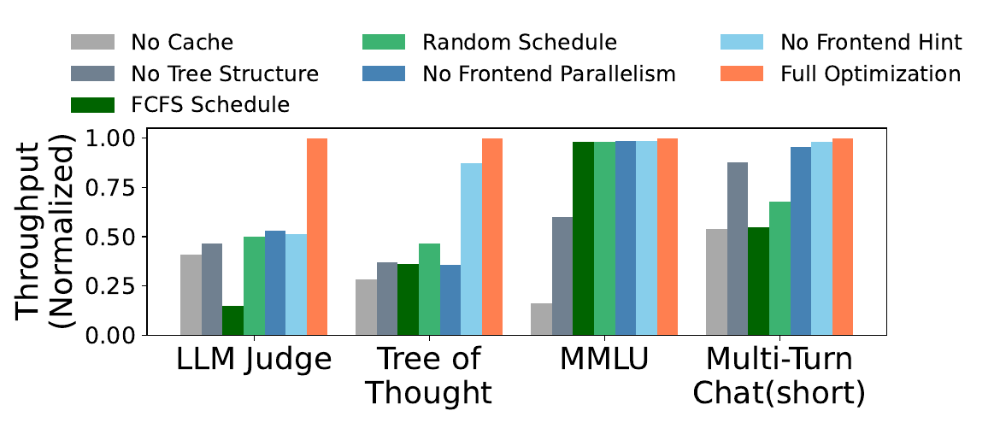 No Cache
No Tree Structure
FCFS Schedule
Random Schedule
No Frontend Parallelism
No Frontend Hint
Full Optimization
Throughput
(Normalized)
1.00
0.75
0.50
0.25
0.00
LLM Judge
Tree of
Thought
MMLU
Multi-Turn
Chat(short)